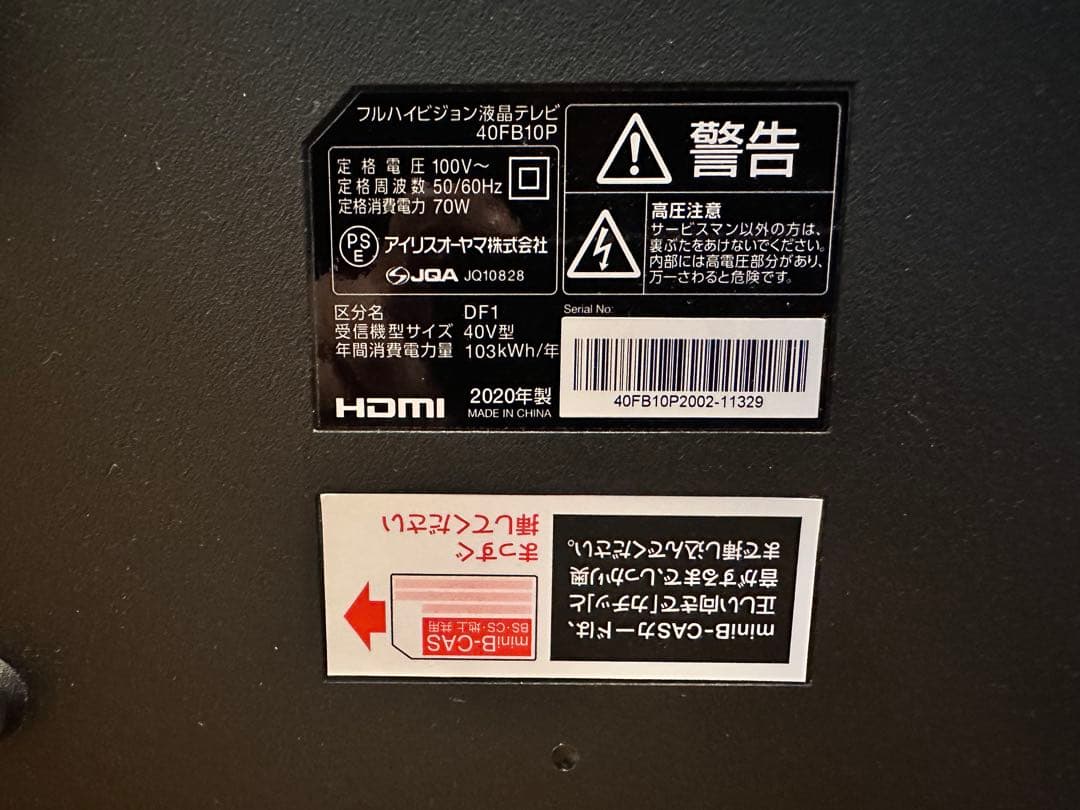 フルハイビジョン液晶テレビ
40FB10P
定格電圧 100V～
定格周波数 50/60Hz
定格消費電力 70W
PS
E
アイリスオーヤマ株式会社
JQA JQ10828
区分名 DF1
受信機型サイズ 40V型
年間消費電力量 103kWh/年
HDMI
2020年製
MADE IN CHINA
警告
高圧注意
サービスマン以外の方は、
裏ぶたをあけないでください。
内部には高電圧部分があり、
万一さわると危険です。
Serial No:
40FB10P2002-11329
miniB-CASカードは、
正しい向きで「カチッ」と
音がするまで、しっかり奥
まで挿し込んでください。
miniB-CAS
BS・CS・地上共用
まっすぐ
挿してください